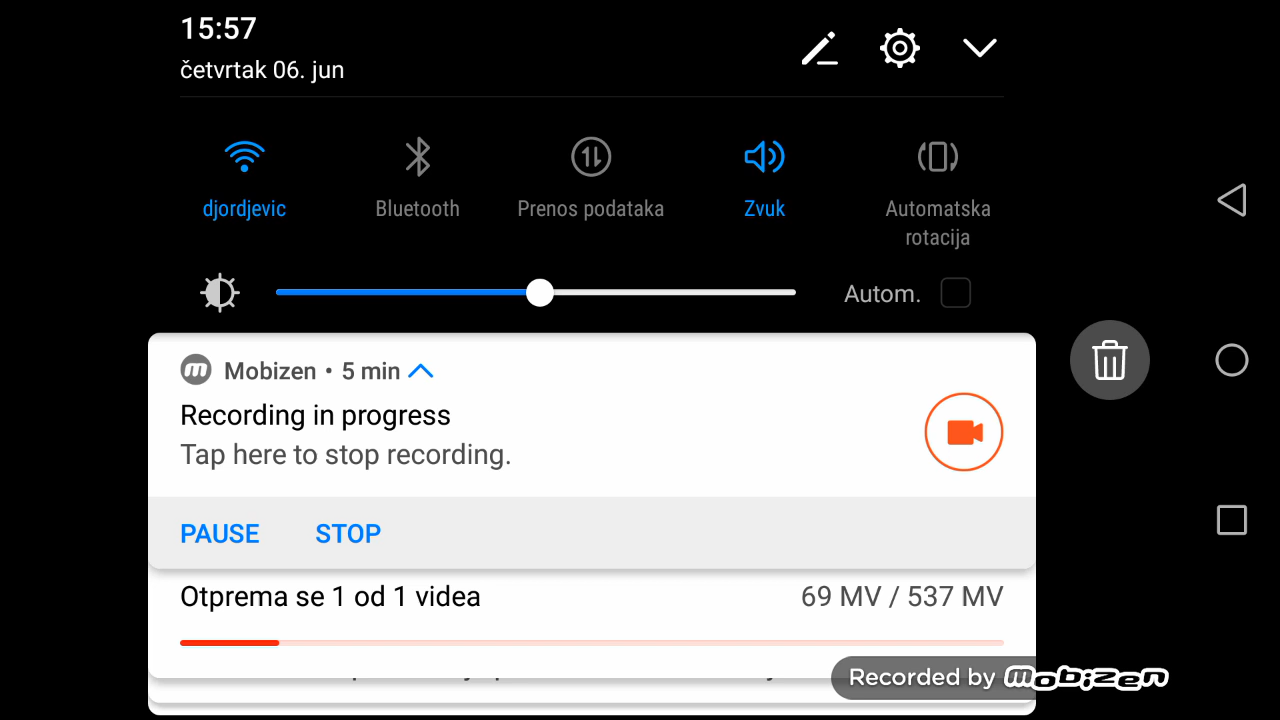 15:57
četvrtak 06. jun
djordjevic
Bluetooth
Prenos podataka
Zvuk
Automatska
rotacija
Autom.
Mobizen • 5 min
Recording in progress
Tap here to stop recording.
PAUSE STOP
Otprema se 1 od 1 videa 69 MV / 537 MV
Recorded by mobizen